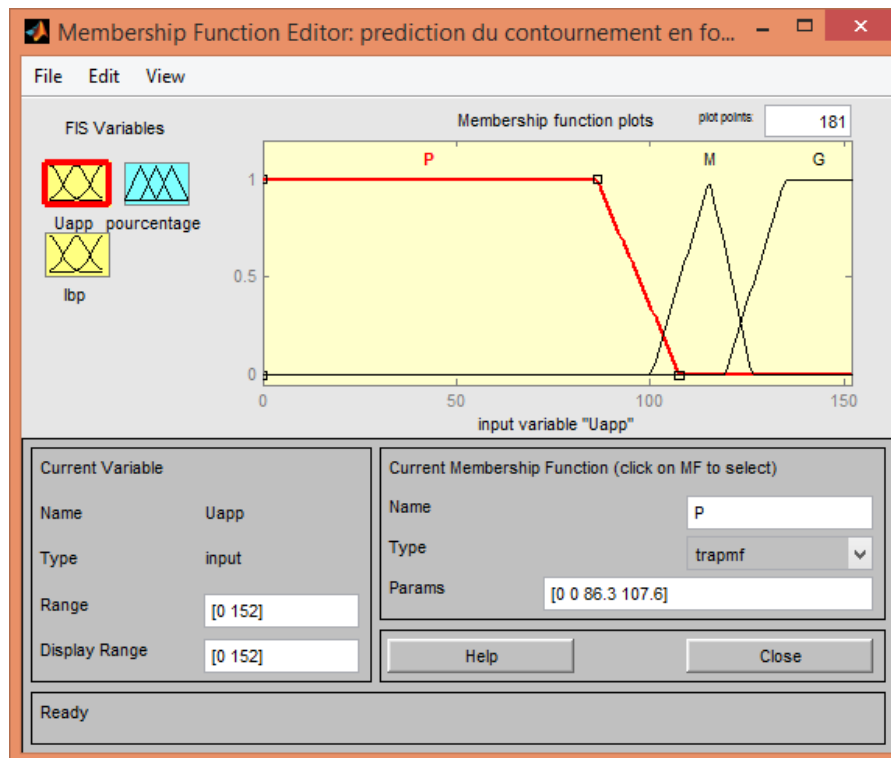 Membership Function Editor: prediction du contournement en fo...
File Edit View
FIS Variables
Membership function plots
plot points:
181
Uapp pourcentage
Ibp
P
M
G
1
0.5
0
0 50 100 150
input variable "Uapp"
Current Variable
Name Uapp
Type input
Range [0 152]
Display Range [0 152]
Current Membership Function (click on MF to select)
Name P
Type trapmf
Params [0 0 86.3 107.6]
Help Close
Ready